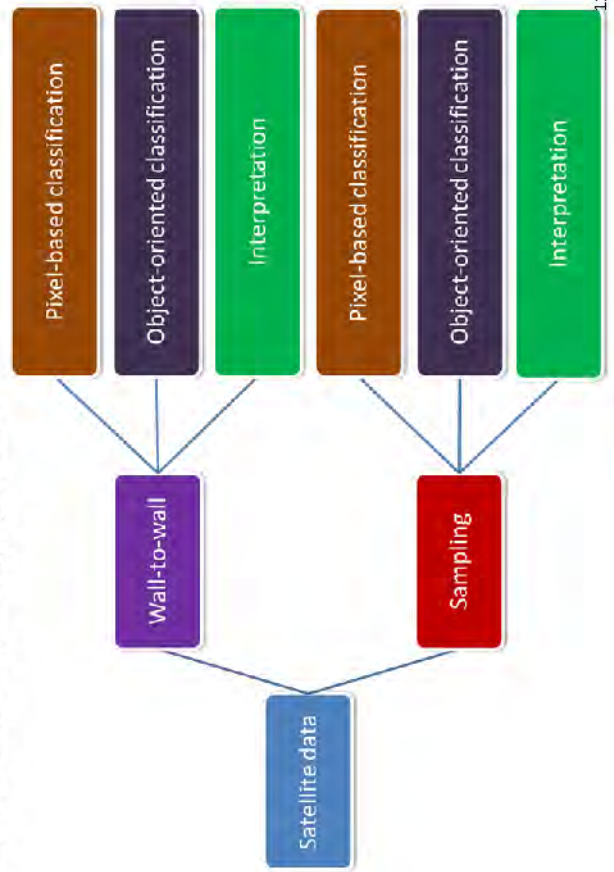 Satellite data
Wall-to-wall
Sampling
Pixel-based classification
Object-oriented classification
Interpretation
Pixel-based classification
Object-oriented classification
Interpretation